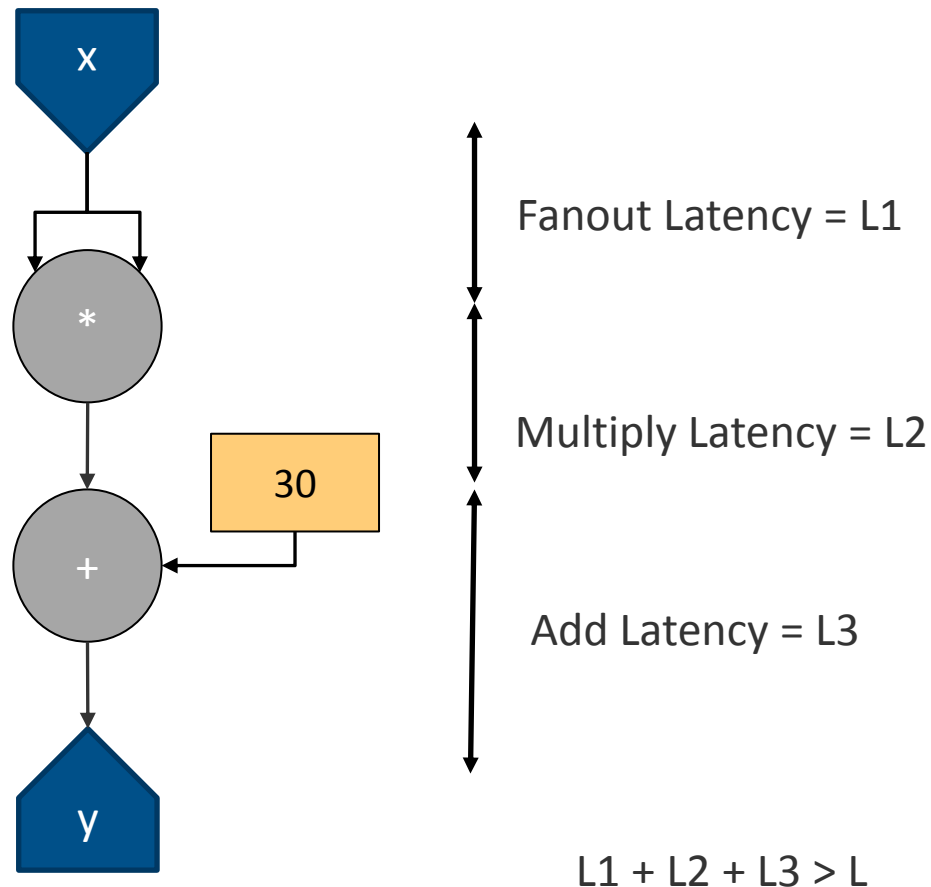 x
Fanout Latency = L1
*
Multiply Latency = L2
30
+
Add Latency = L3
y
L1 + L2 + L3 > L